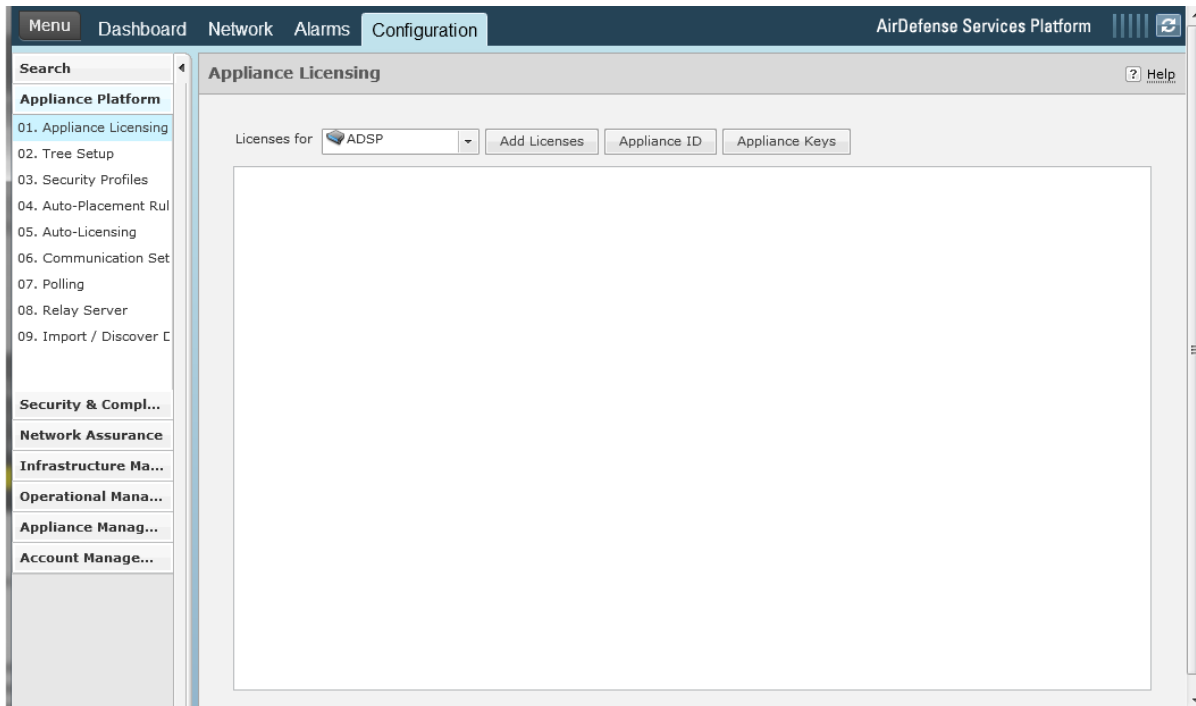 Menu Dashboard Network Alarms Configuration AirDefense Services Platform
Search
Appliance Platform
01. Appliance Licensing
02. Tree Setup
03. Security Profiles
04. Auto-Placement Rul
05. Auto-Licensing
06. Communication Set
07. Polling
08. Relay Server
09. Import / Discover D
Security & Compl...
Network Assurance
Infrastructure Ma...
Operational Mana...
Appliance Manag...
Account Manage...
Appliance Licensing ? Help
Licenses for ADSP Add Licenses Appliance ID Appliance Keys